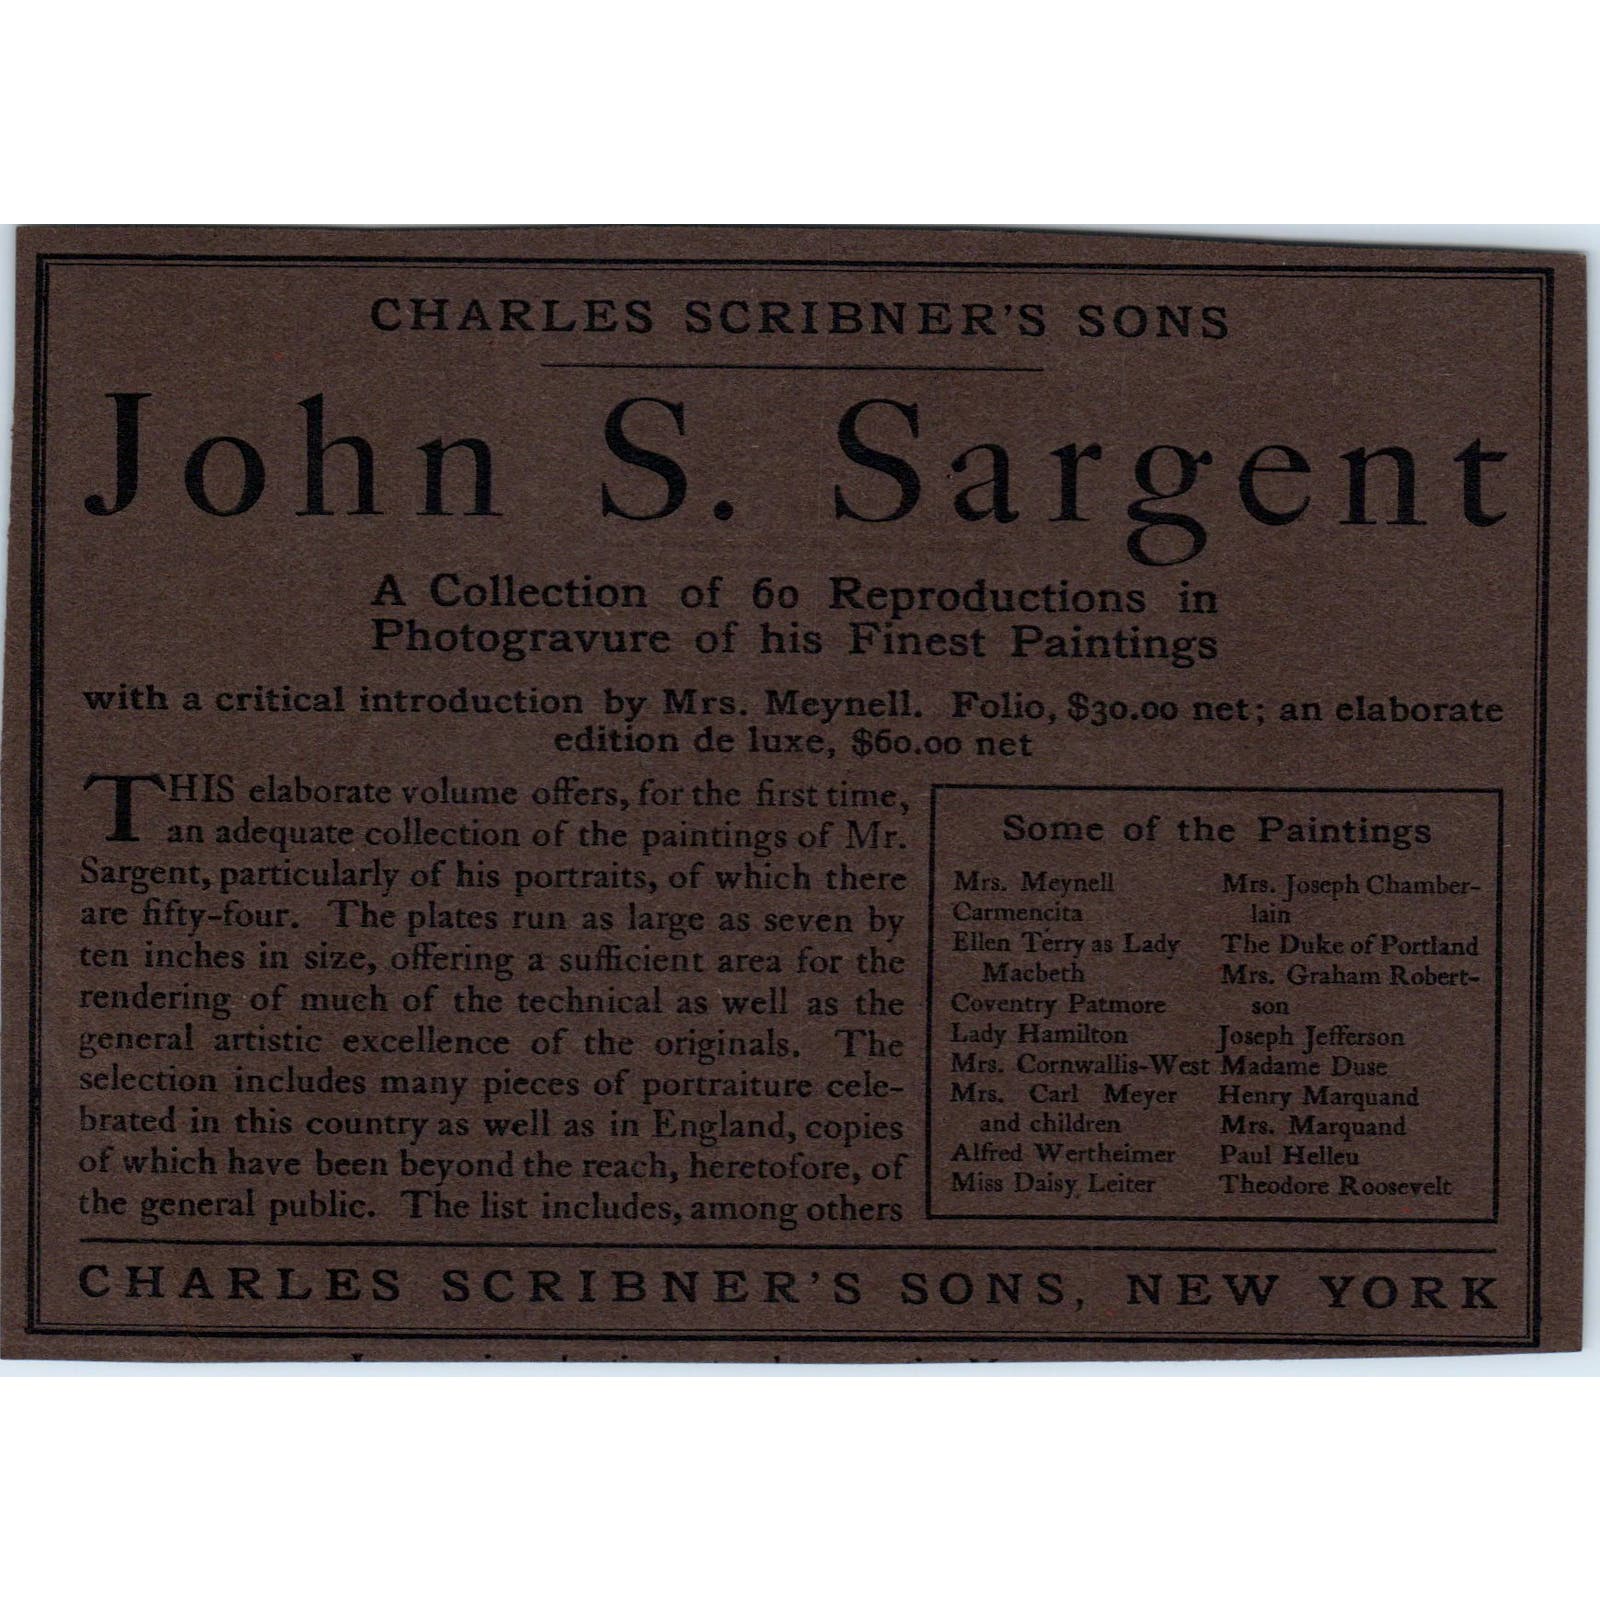 CHARLES SCRIBNER'S SONS
John S. Sargent
A Collection of 60 Reproductions in
Photogravure of his Finest Paintings
with a critical introduction by Mrs. Meynell. Folio, $30.00 net; an elaborate
edition de luxe, $60.00 net
THIS elaborate volume offers, for the first time,
an adequate collection of the paintings of Mr.
Sargent, particularly of his portraits, of which there
are fifty-four. The plates run as large as seven by
ten inches in size, offering a sufficient area for the
rendering of much of the technical as well as the
general artistic excellence of the originals. The
selection includes many pieces of portraiture cele-
brated in this country as well as in England, copies
of which have been beyond the reach, heretofore, of
the general public. The list includes, among others
Some of the Paintings
Mrs. Meynell
Carmencita
Ellen Terry as Lady
Macbeth
Coventry Patmore
Lady Hamilton
Mrs. Cornwallis-West
Mrs. Carl Meyer
and children
Alfred Wertheimer
Miss Daisy Leiter
Mrs. Joseph Chamber-
lain
The Duke of Portland
Mrs. Graham Robert-
son
Joseph Jefferson
Madame Duse
Henry Marquand
Mrs. Marquand
Paul Helleu
Theodore Roosevelt
CHARLES SCRIBNER'S SONS, NEW YORK